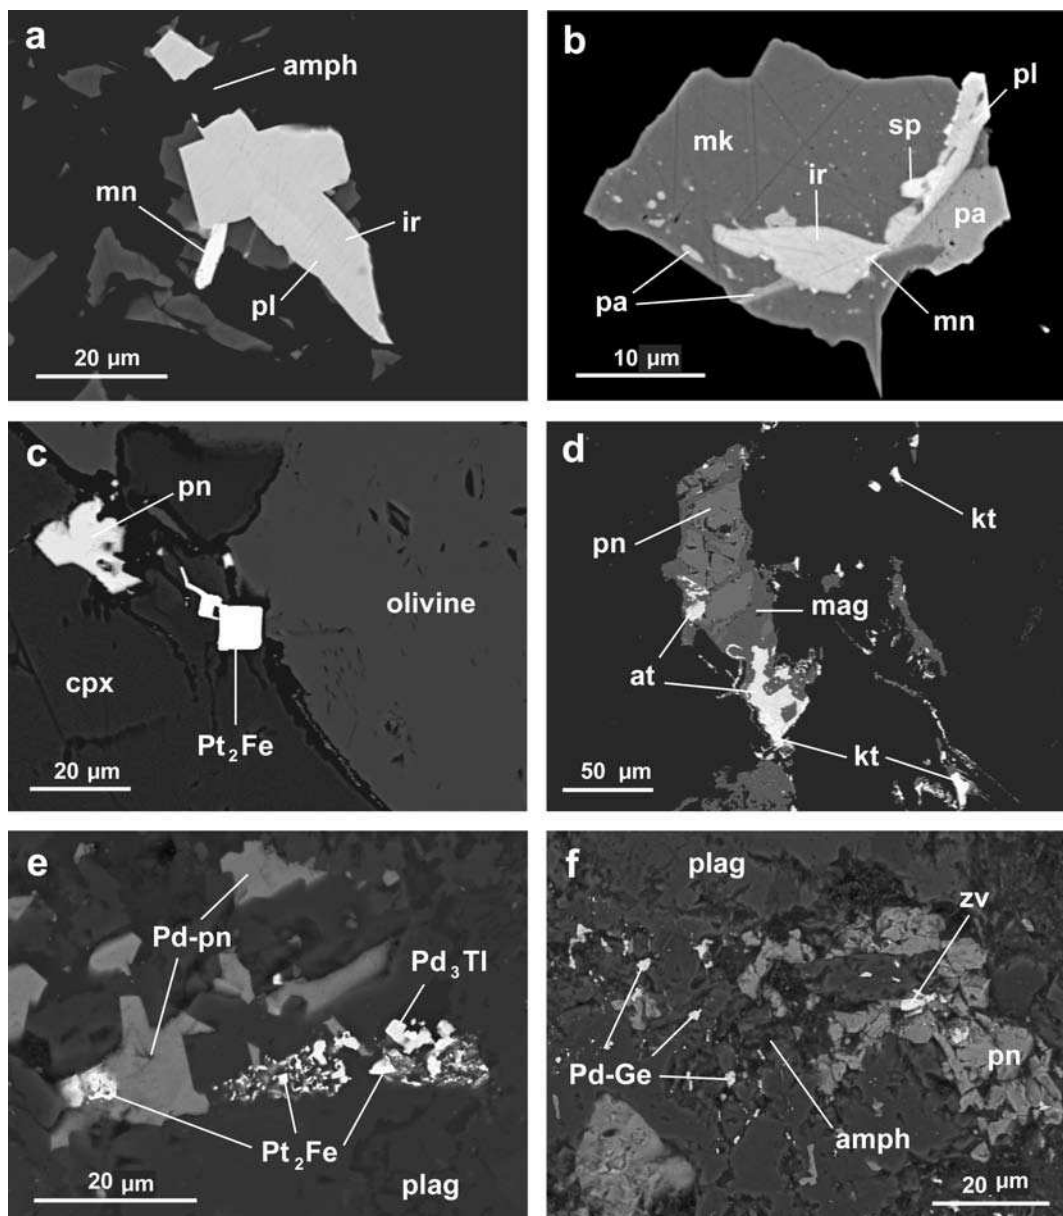 a
amph
mn
ir
pl
20 µm
b
pl
sp
mk
ir
pa
pa
mn
10 µm
c
pn
olivine
cpx
Pt2Fe
20 µm
d
kt
pn
mag
at
kt
50 µm
e
Pd-pn
Pd3Tl
Pt2Fe
plag
20 µm
f
plag
zv
pn
Pd-Ge
amph
20 µm